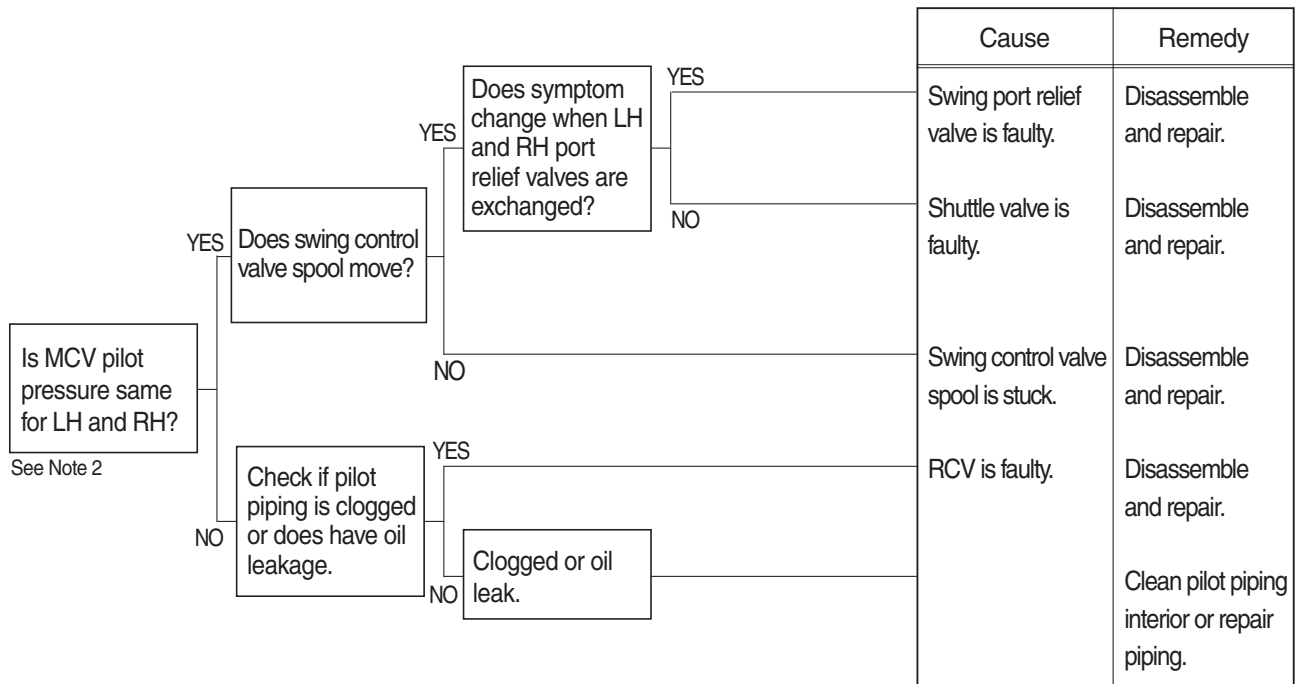 Is MCV pilot
pressure same
for LH and RH?
See Note 2
YES
Does swing control
valve spool move?
YES
Does symptom
change when LH
and RH port
relief valves are
exchanged?
YES
NO
NO
NO
Check if pilot
piping is clogged
or does have oil
leakage.
YES
NO
Clogged or oil
leak.
Cause
Remedy
Swing port relief
valve is faulty.
Disassemble
and repair.
Shuttle valve is
faulty.
Disassemble
and repair.
Swing control valve
spool is stuck.
Disassemble
and repair.
RCV is faulty.
Disassemble
and repair.
Clean pilot piping
interior or repair
piping.